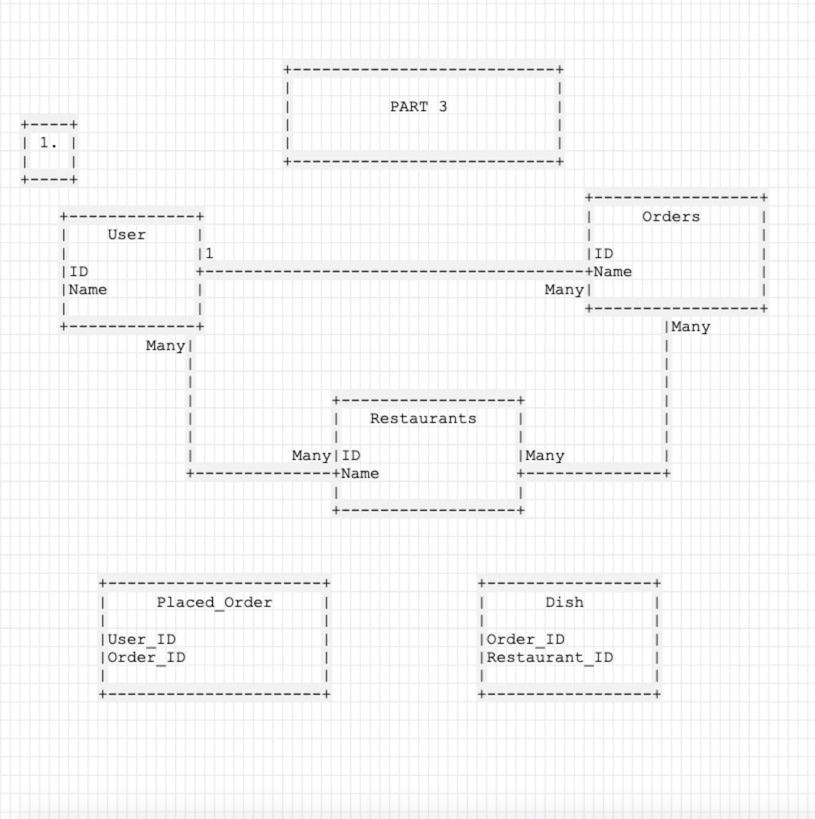 PART 3
1.
User
ID
Name
1
Many
Orders
ID
Name
Many
Many
Restaurants
ID
Name
Many
Many
Placed_Order
User_ID
Order_ID
Dish
Order_ID
Restaurant_ID